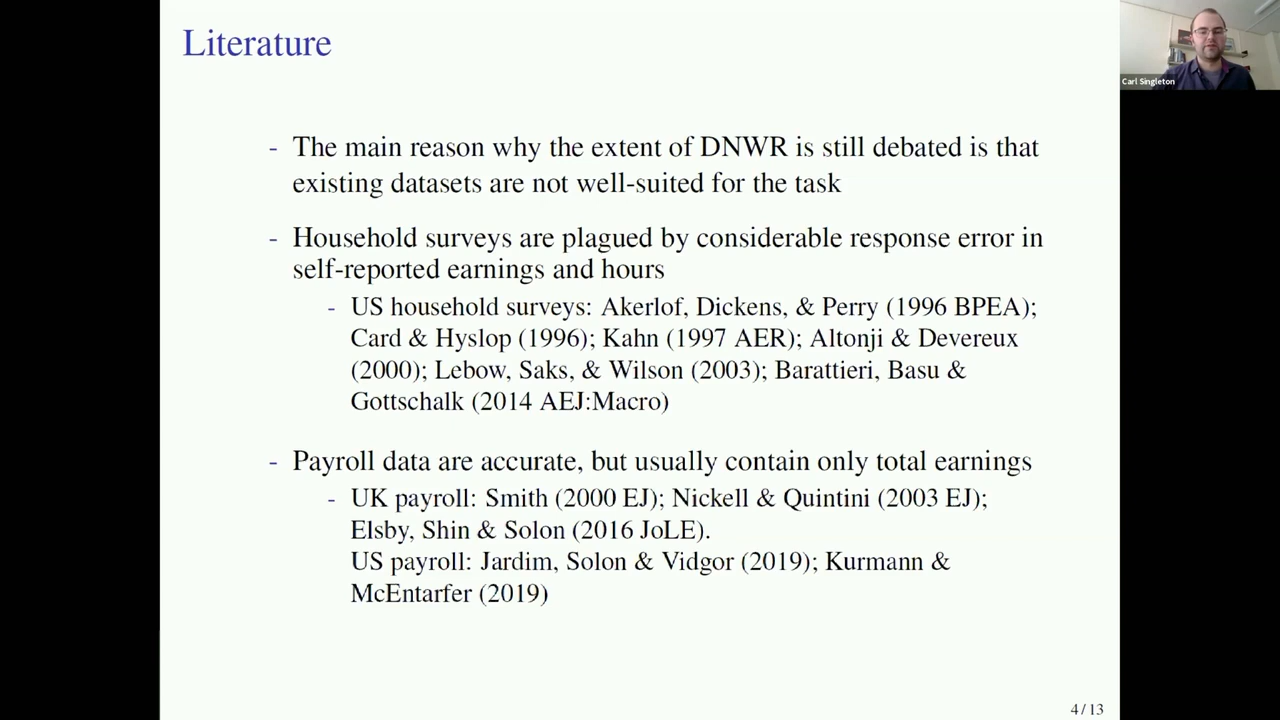 Literature
Carl Singleton
- The main reason why the extent of DNWR is still debated is that
existing datasets are not well-suited for the task
- Household surveys are plagued by considerable response error in
self-reported earnings and hours
- US household surveys: Akerlof, Dickens, & Perry (1996 BPEA);
Card & Hyslop (1996); Kahn (1997 AER); Altonji & Devereux
(2000); Lebow, Saks, & Wilson (2003); Barattieri, Basu &
Gottschalk (2014 AEJ:Macro)
- Payroll data are accurate, but usually contain only total earnings
- UK payroll: Smith (2000 EJ); Nickell & Quintini (2003 EJ);
Elsby, Shin & Solon (2016 JoLE).
US payroll: Jardim, Solon & Vidgor (2019); Kurmann &
McEntarfer (2019)
4 / 13